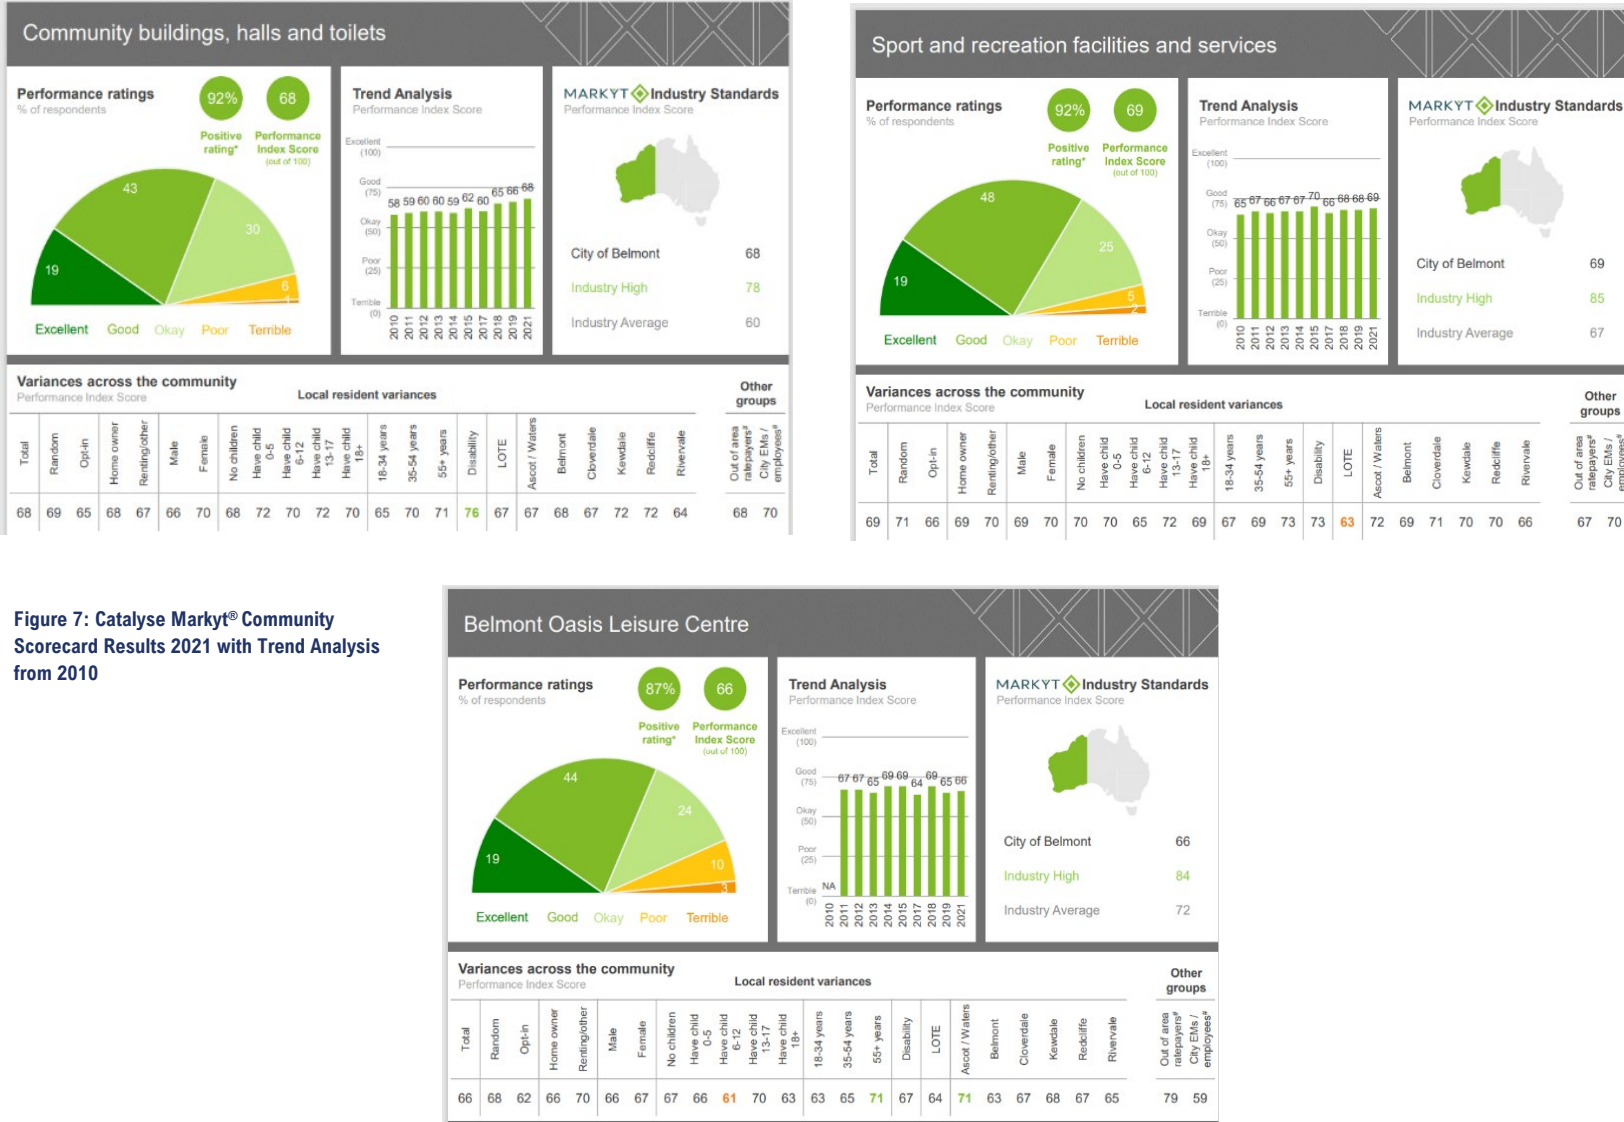 Community buildings, halls and toilets
Performance ratings
% of respondents
92%
68
Positive rating*
Performance Index Score
(out of 100)
43
30
19
6
1
Excellent Good Okay Poor Terrible
Trend Analysis
Performance Index Score
Excellent (100)
Good (75)
Okay (50)
Poor (25)
Terrible (0)
58 59 60 60 59 62 60 65 66 68
2010 2011 2012 2013 2014 2015 2017 2018 2019 2021
MARKYT Industry Standards
Performance Index Score
City of Belmont 68
Industry High 78
Industry Average 60
Variances across the community
Performance Index Score
Local resident variances
Other groups
Total Random Opt-in Home owner Renting/other Male Female No children Have child 0-5 Have child 6-12 Have child 13-17 Have child 18+ 18-34 years 35-54 years 55+ years Disability LOTE Ascot / Waters Belmont Cloverdale Kewdale Redcliffe Rivervale Out of area ratepayers# City EMs / employees#
68 69 65 68 67 66 70 68 72 70 72 70 65 70 71 76 67 67 68 67 72 72 64 68 70
Sport and recreation facilities and services
Performance ratings
% of respondents
92%
69
Positive rating*
Performance Index Score
(out of 100)
48
25
19
5
2
Excellent Good Okay Poor Terrible
Trend Analysis
Performance Index Score
Excellent (100)
Good (75)
Okay (50)
Poor (25)
Terrible (0)
65 67 66 67 67 70 66 68 68 69
2010 2011 2012 2013 2014 2015 2017 2018 2019 2021
MARKYT Industry Standards
Performance Index Score
City of Belmont 69
Industry High 85
Industry Average 67
Variances across the community
Performance Index Score
Local resident variances
Other groups
Total Random Opt-in Home owner Renting/other Male Female No children Have child 0-5 Have child 6-12 Have child 13-17 Have child 18+ 18-34 years 35-54 years 55+ years Disability LOTE Ascot / Waters Belmont Cloverdale Kewdale Redcliffe Rivervale Out of area ratepayers# City EMs / employees#
69 71 66 69 70 69 70 70 70 65 72 69 67 69 73 73 63 72 69 71 70 70 66 67 70
Figure 7: Catalyse Markyt® Community
Scorecard Results 2021 with Trend Analysis
from 2010
Belmont Oasis Leisure Centre
Performance ratings
% of respondents
87%
66
Positive rating*
Performance Index Score
(out of 100)
44
24
19
10
3
Excellent Good Okay Poor Terrible
Trend Analysis
Performance Index Score
Excellent (100)
Good (75)
Okay (50)
Poor (25)
Terrible (0)
NA 67 67 65 69 69 64 69 65 66
2010 2011 2012 2013 2014 2015 2017 2018 2019 2021
MARKYT Industry Standards
Performance Index Score
City of Belmont 66
Industry High 84
Industry Average 72
Variances across the community
Performance Index Score
Local resident variances
Other groups
Total Random Opt-in Home owner Renting/other Male Female No children Have child 0-5 Have child 6-12 Have child 13-17 Have child 18+ 18-34 years 35-54 years 55+ years Disability LOTE Ascot / Waters Belmont Cloverdale Kewdale Redcliffe Rivervale Out of area ratepayers# City EMs / employees#
66 68 62 66 70 66 67 67 66 61 70 63 63 65 71 67 64 71 63 67 68 67 65 79 59